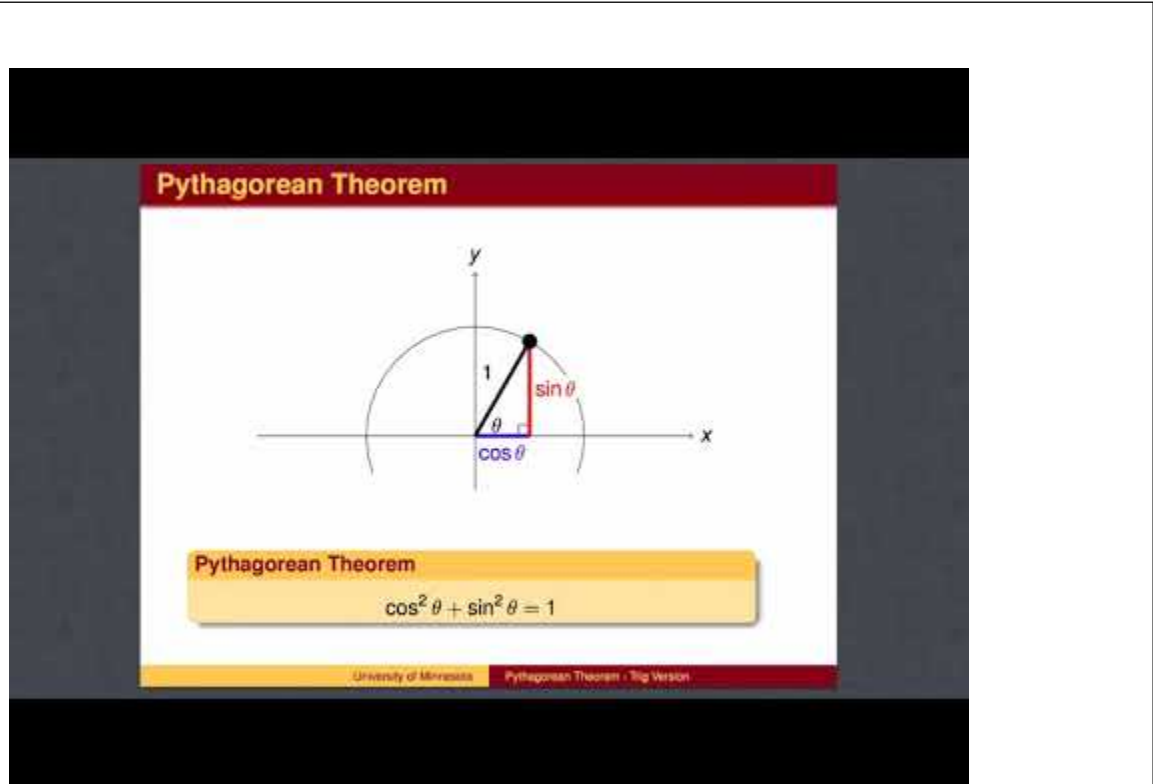 Pythagorean Theorem
y
1
sin θ
θ
x
cos θ
Pythagorean Theorem
cos² θ + sin² θ = 1
University of Minnesota Pythagorean Theorem - Trig Version